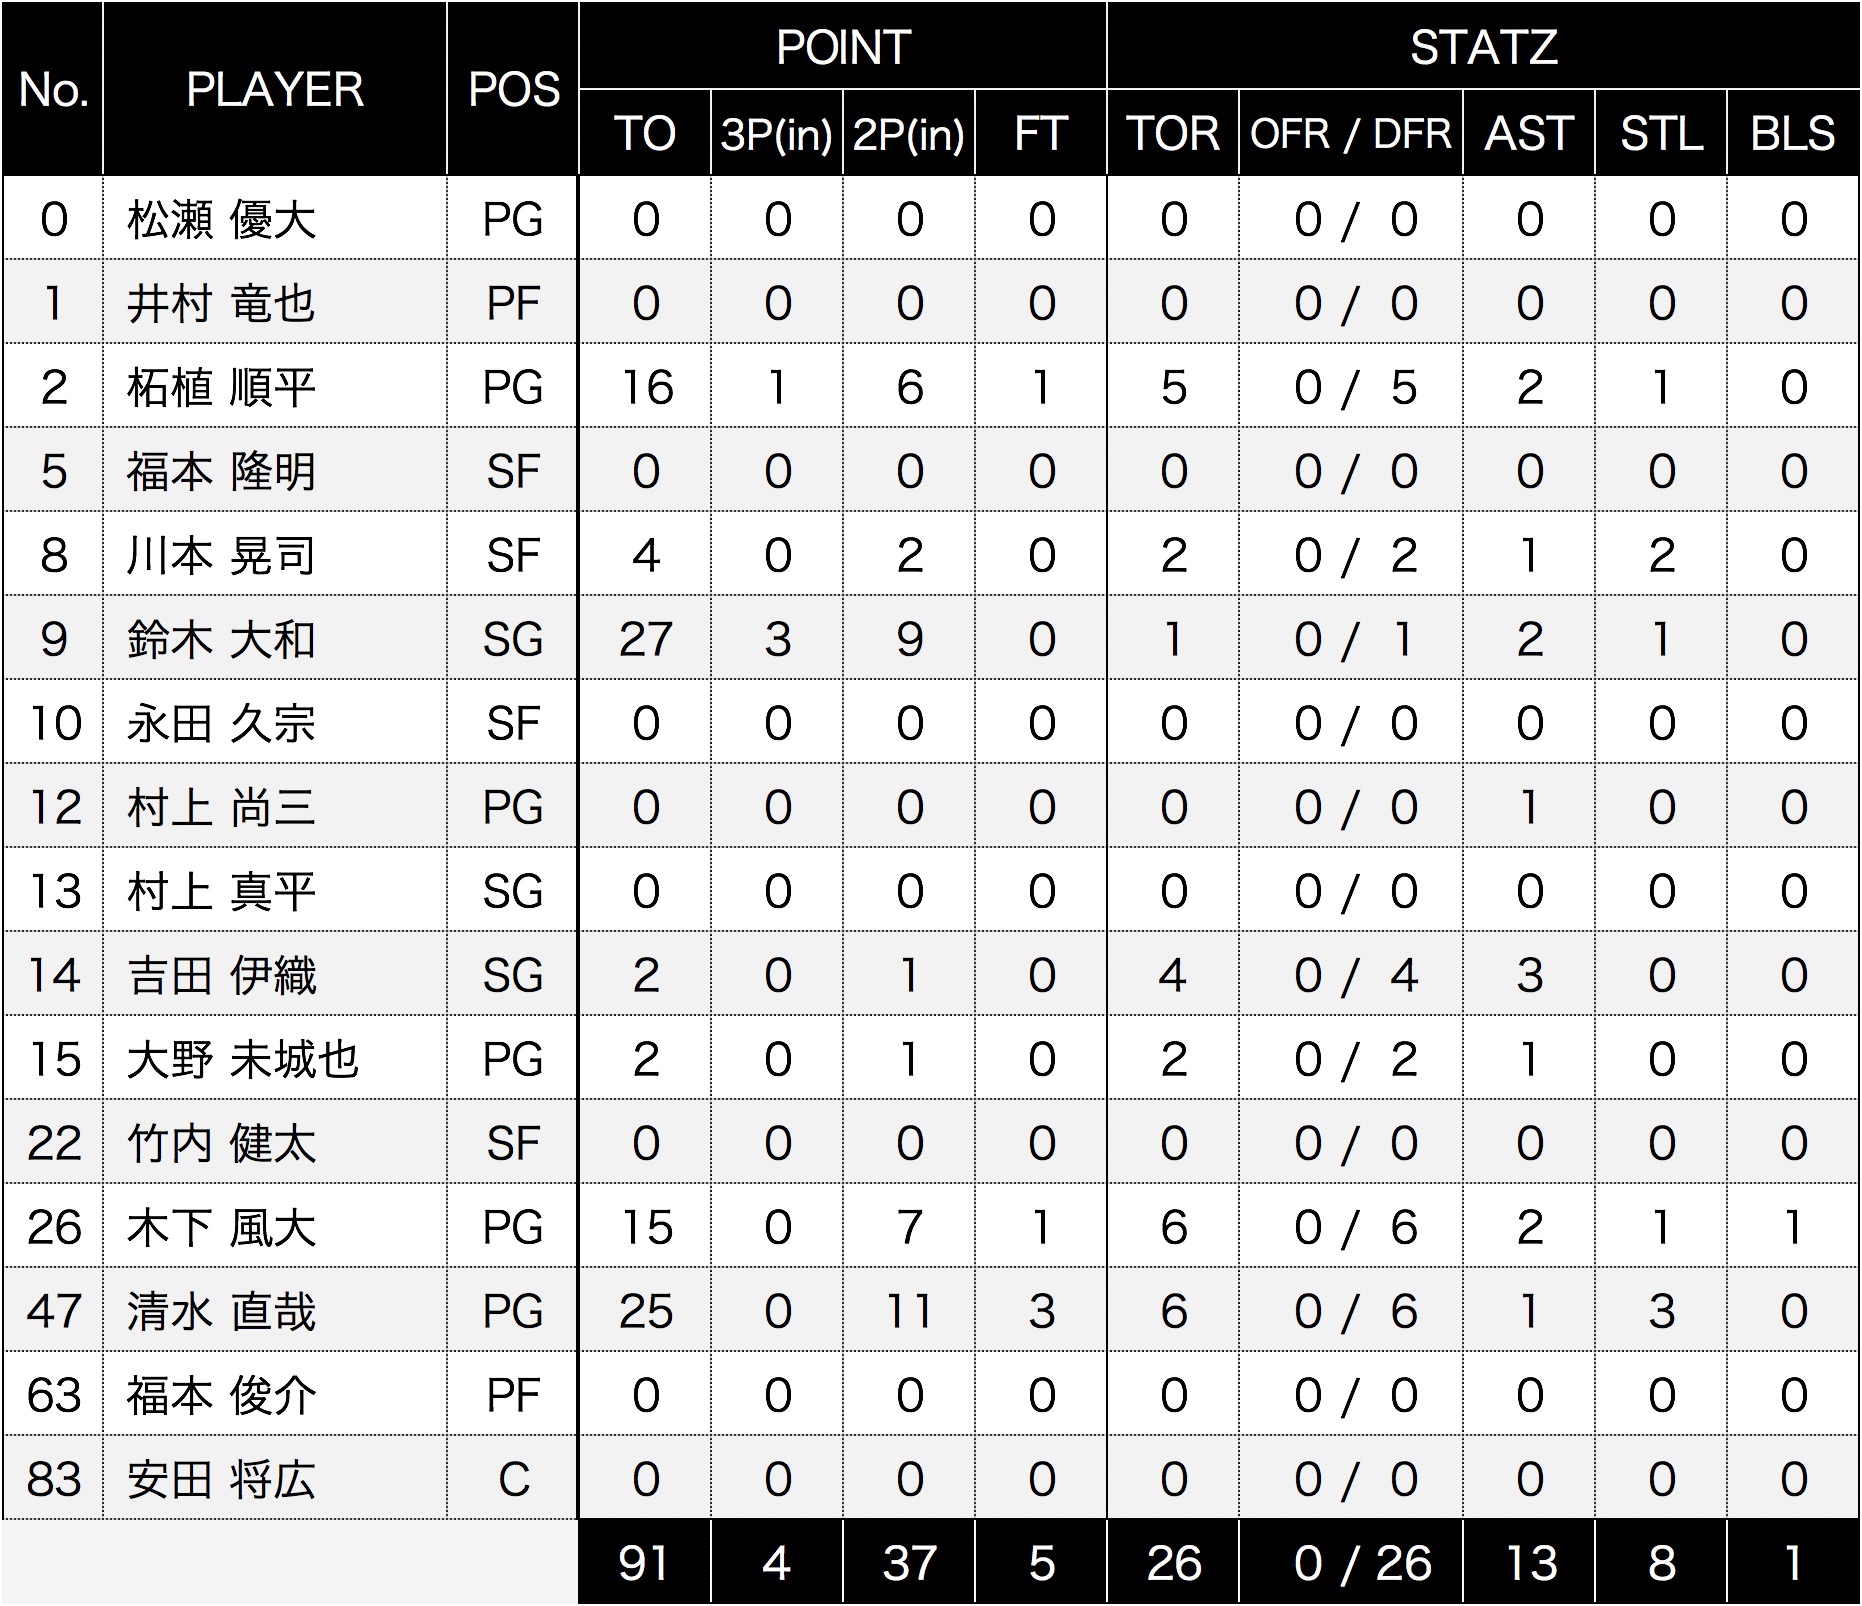 No. PLAYER POS POINT STATZ
TO 3P(in) 2P(in) FT TOR OFR / DFR AST STL BLS
0 松瀬 優大 PG 0 0 0 0 0 0 / 0 0 0 0
1 井村 竜也 PF 0 0 0 0 0 0 / 0 0 0 0
2 柘植 順平 PG 16 1 6 1 5 0 / 5 2 1 0
5 福本 隆明 SF 0 0 0 0 0 0 / 0 0 0 0
8 川本 晃司 SF 4 0 2 0 2 0 / 2 1 2 0
9 鈴木 大和 SG 27 3 9 0 1 0 / 1 2 1 0
10 永田 久宗 SF 0 0 0 0 0 0 / 0 0 0 0
12 村上 尚三 PG 0 0 0 0 0 0 / 0 1 0 0
13 村上 真平 SG 0 0 0 0 0 0 / 0 0 0 0
14 吉田 伊織 SG 2 0 1 0 4 0 / 4 3 0 0
15 大野 未城也 PG 2 0 1 0 2 0 / 2 1 0 0
22 竹内 健太 SF 0 0 0 0 0 0 / 0 0 0 0
26 木下 風大 PG 15 0 7 1 6 0 / 6 2 1 1
47 清水 直哉 PG 25 0 11 3 6 0 / 6 1 3 0
63 福本 俊介 PF 0 0 0 0 0 0 / 0 0 0 0
83 安田 将広 C 0 0 0 0 0 0 / 0 0 0 0
91 4 37 5 26 0 / 26 13 8 1